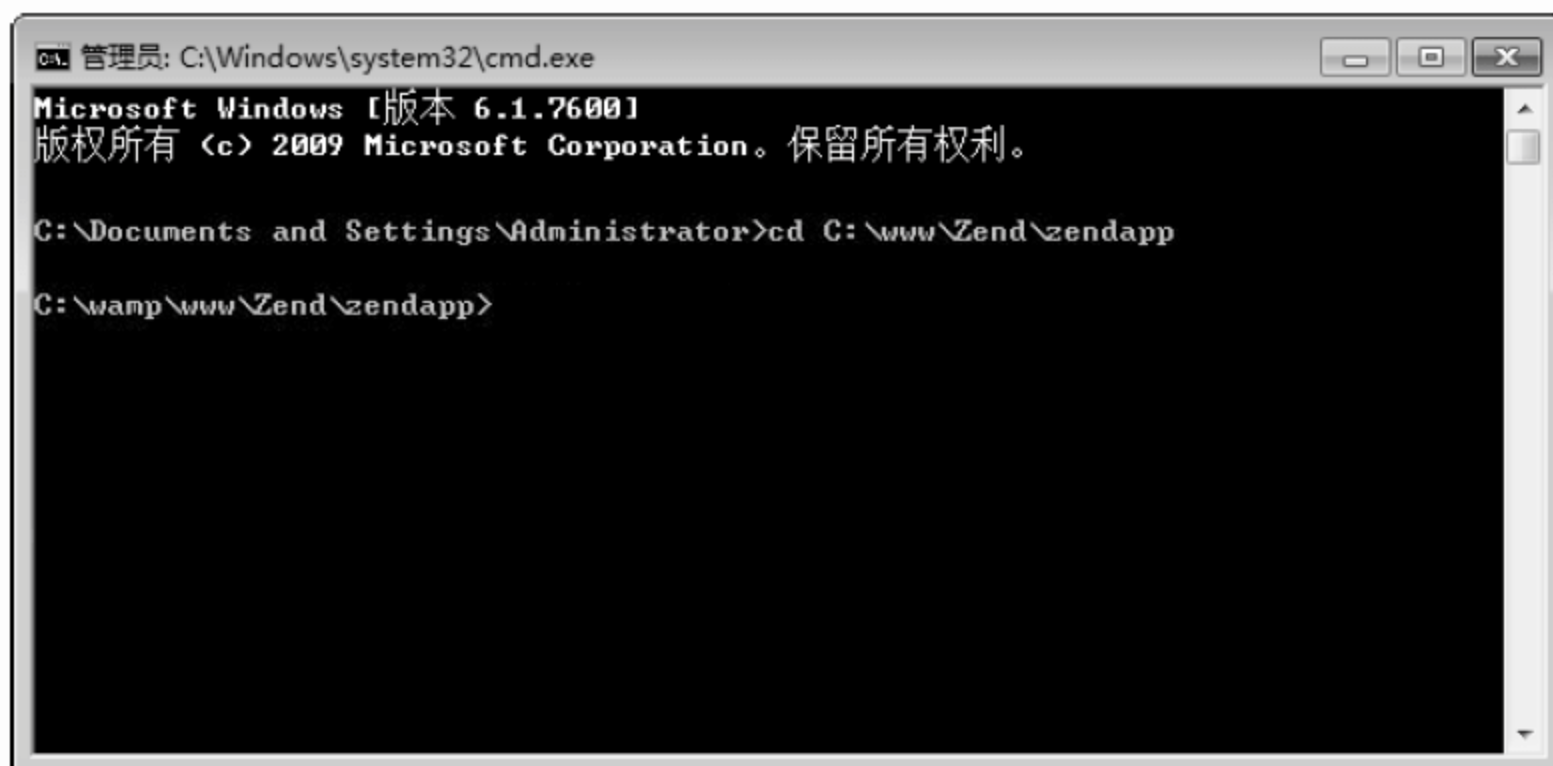 管理员: C:\Windows\system32\cmd.exe
Microsoft Windows [版本 6.1.7600]
版权所有 (c) 2009 Microsoft Corporation。保留所有权利。
C:\Documents and Settings\Administrator>cd C:\www\Zend\zendapp
C:\wamp\www\Zend\zendapp>